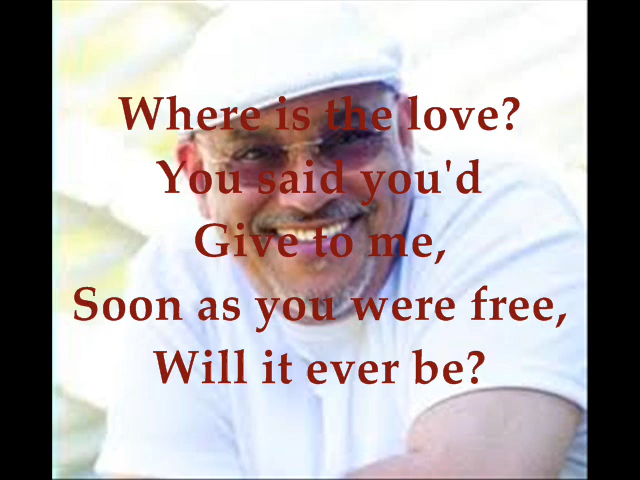 Where is the love?
You said you'd
Give to me,
Soon as you were free,
Will it ever be?